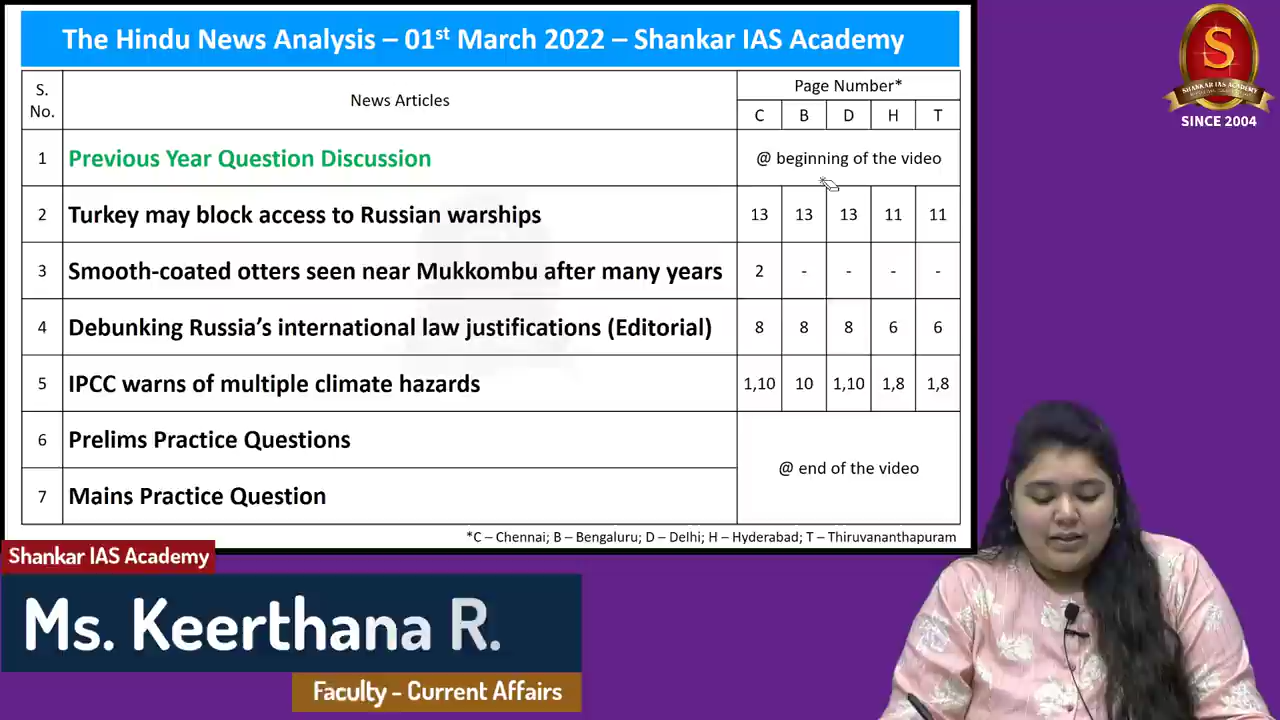 The Hindu News Analysis – 01st March 2022 – Shankar IAS Academy
S. No.
News Articles
Page Number*
C B D H T
1 Previous Year Question Discussion @ beginning of the video
2 Turkey may block access to Russian warships 13 13 13 11 11
3 Smooth-coated otters seen near Mukkombu after many years 2 - - - -
4 Debunking Russia's international law justifications (Editorial) 8 8 8 6 6
5 IPCC warns of multiple climate hazards 1,10 10 1,10 1,8 1,8
6 Prelims Practice Questions
@ end of the video
7 Mains Practice Question
*C – Chennai; B – Bengaluru; D – Delhi; H – Hyderabad; T – Thiruvananthapuram
S
SHANKAR IAS ACADEMY
SINCE 2004
Shankar IAS Academy
Ms. Keerthana R.
Faculty - Current Affairs